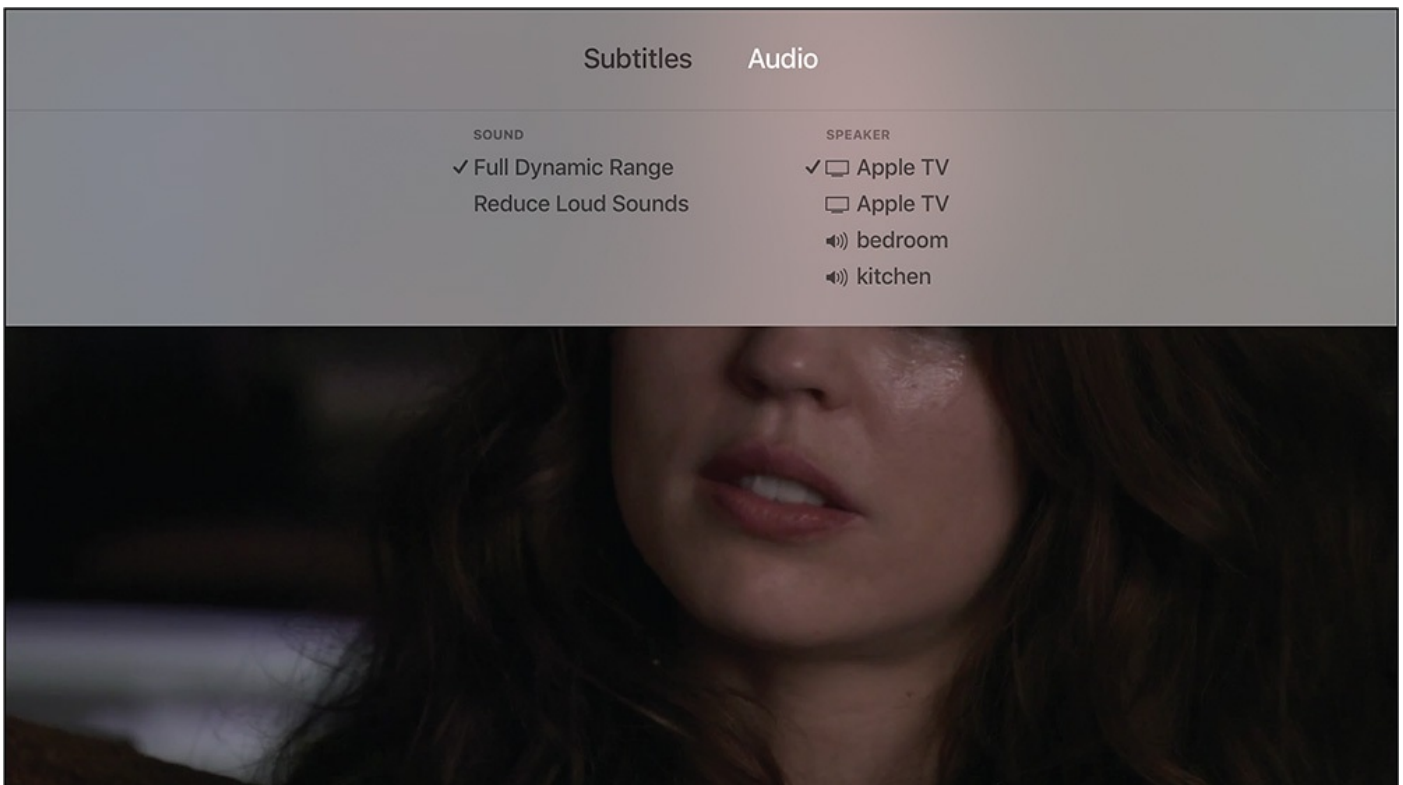 Subtitles Audio
SOUND
✓ Full Dynamic Range
Reduce Loud Sounds
SPEAKER
✓ Apple TV
Apple TV
bedroom
kitchen